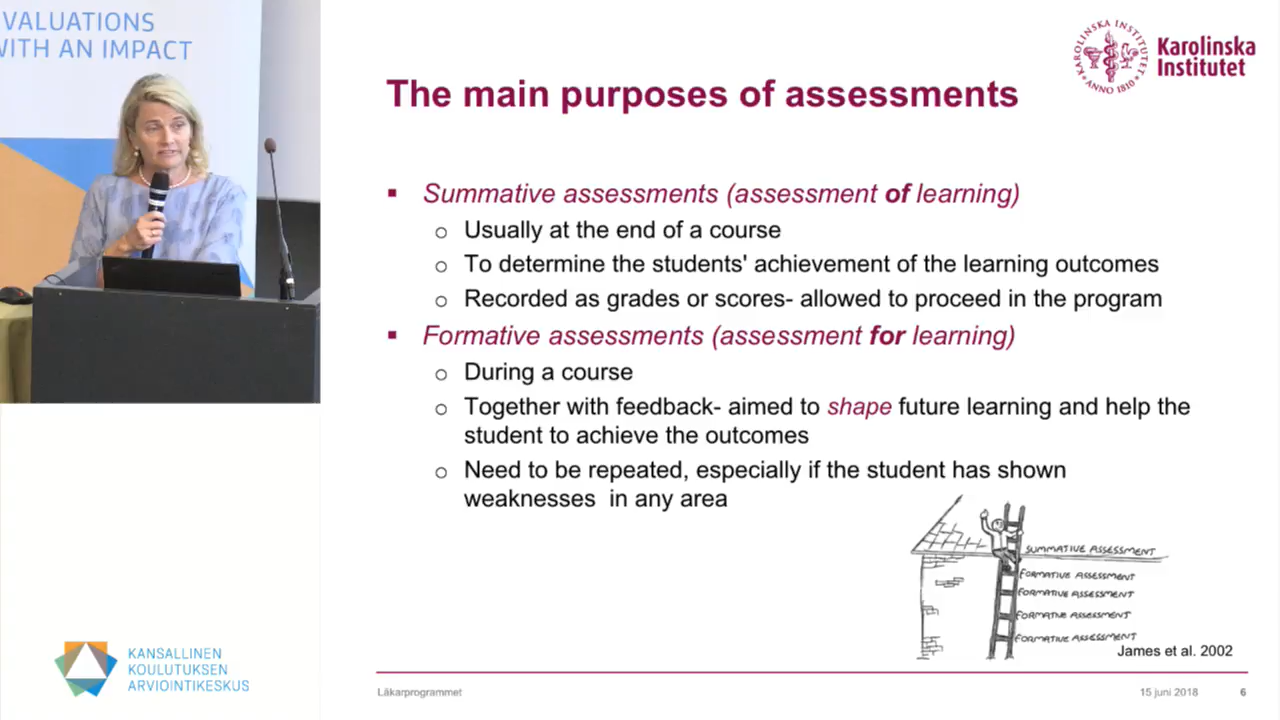 VALUATIONS
WITH AN IMPACT
KAROLINSKA INSTITUTET
ANNO 1810
Karolinska
Institutet
The main purposes of assessments
▪ Summative assessments (assessment of learning)
o Usually at the end of a course
o To determine the students' achievement of the learning outcomes
o Recorded as grades or scores- allowed to proceed in the program
▪ Formative assessments (assessment for learning)
o During a course
o Together with feedback- aimed to shape future learning and help the
student to achieve the outcomes
o Need to be repeated, especially if the student has shown
weaknesses in any area
SUMMATIVE ASSESSMENT
FORMATIVE ASSESSMENT
FORMATIVE ASSESSMENT
FORMATIVE ASSESSMENT
FORMATIVE ASSESSMENT
James et al. 2002
KANSALLINEN
KOULUTUKSEN
ARVIOINTIKESKUS
Läkarprogrammet
15 juni 2018
6